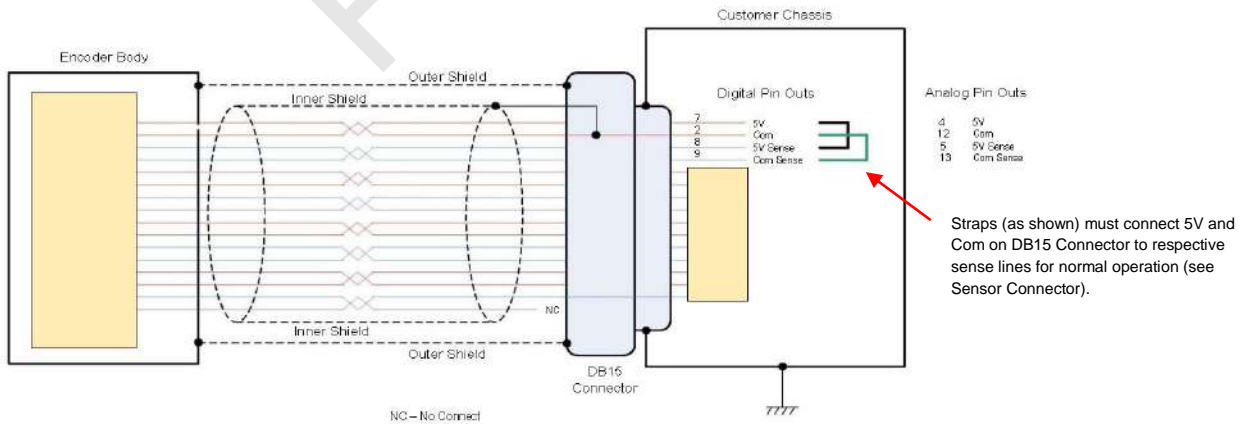 Customer Chassis
Encoder Body
Outer Shield
Inner Shield
Digital Pin Outs
Analog Pin Outs
7 5V
2 Com
8 5V Sense
9 Com Sense
4 5V
12 Com
5 5V Sense
13 Com Sense
Straps (as shown) must connect 5V and
Com on DB15 Connector to respective
sense lines for normal operation (see
Sensor Connector).
NC
Inner Shield
Outer Shield
DB15
Connector
NC – No Connect